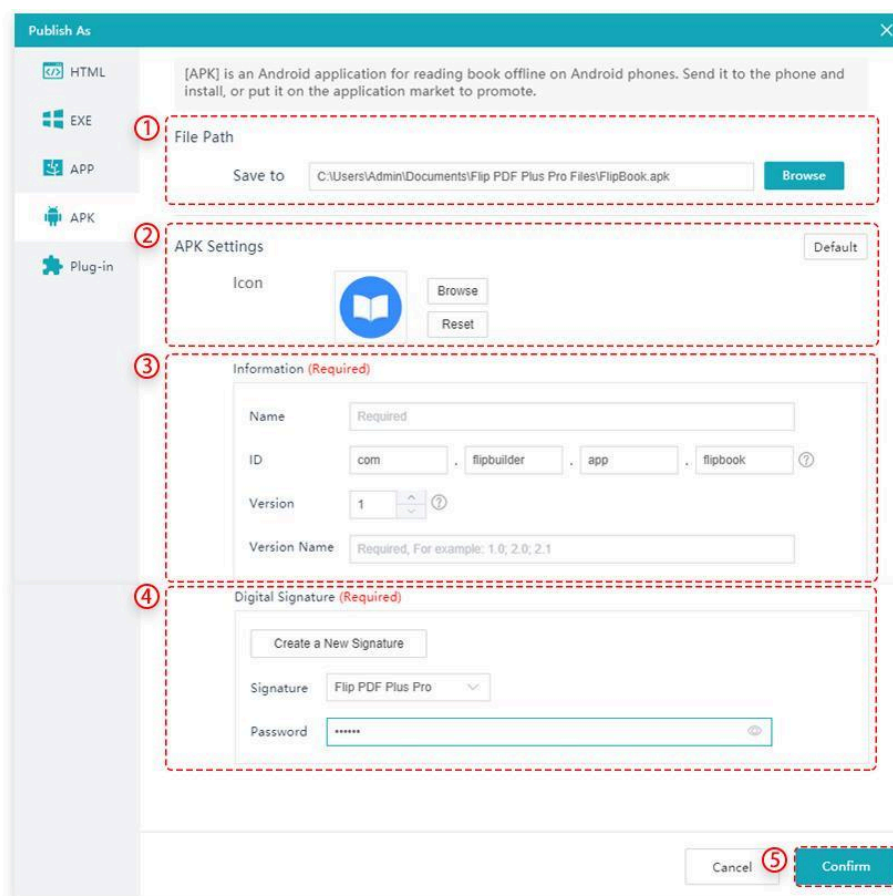 Publish As
HTML
EXE
APP
APK
Plug-in
[APK] is an Android application for reading book offline on Android phones. Send it to the phone and
install, or put it on the application market to promote.
①
File Path
Save to C:\Users\Admin\Documents\Flip PDF Plus Pro Files\FlipBook.apk Browse
②
APK Settings Default
Icon Browse
Reset
③
Information (Required)
Name Required
ID com . flipbuilder . app . flipbook ?
Version 1 ?
Version Name Required, For example: 1.0; 2.0; 2.1
④
Digital Signature (Required)
Create a New Signature
Signature Flip PDF Plus Pro
Password ••••••
Cancel ⑤ Confirm